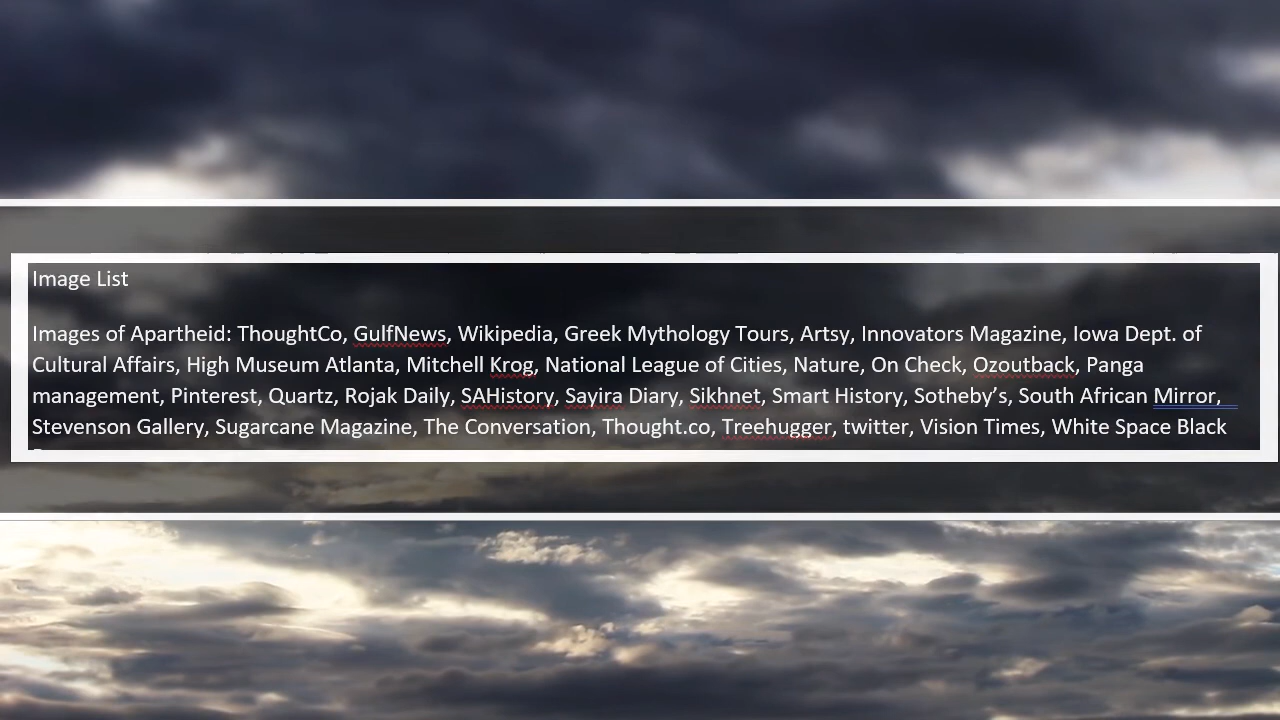 Image List
Images of Apartheid: ThoughtCo, GulfNews, Wikipedia, Greek Mythology Tours, Artsy, Innovators Magazine, Iowa Dept. of
Cultural Affairs, High Museum Atlanta, Mitchell Krog, National League of Cities, Nature, On Check, Ozoutback, Panga
management, Pinterest, Quartz, Rojak Daily, SAHistory, Sayira Diary, Sikhnet, Smart History, Sotheby’s, South African Mirror,
Stevenson Gallery, Sugarcane Magazine, The Conversation, Thought.co, Treehugger, twitter, Vision Times, White Space Black